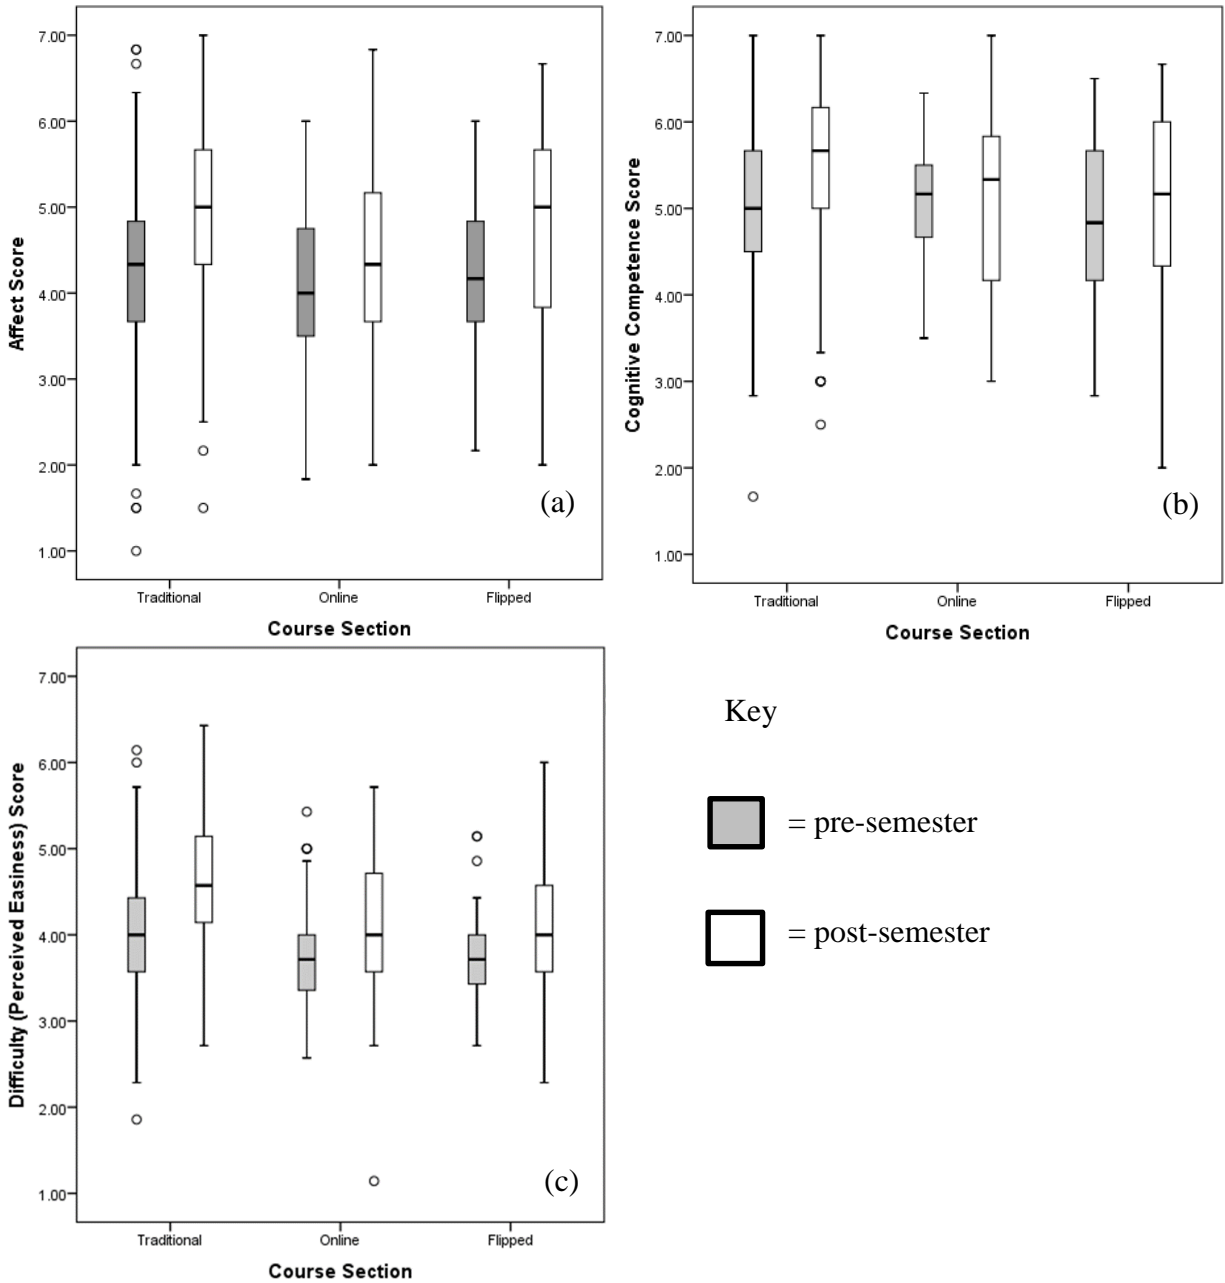 7.00
6.00
5.00
4.00
3.00
2.00
1.00
Affect Score
(a)
Traditional Online Flipped
Course Section
7.00
6.00
5.00
4.00
3.00
2.00
1.00
Cognitive Competence Score
(b)
Traditional Online Flipped
Course Section
7.00
6.00
5.00
4.00
3.00
2.00
1.00
Difficulty (Perceived Easiness) Score
(c)
Traditional Online Flipped
Course Section
Key
= pre-semester
= post-semester